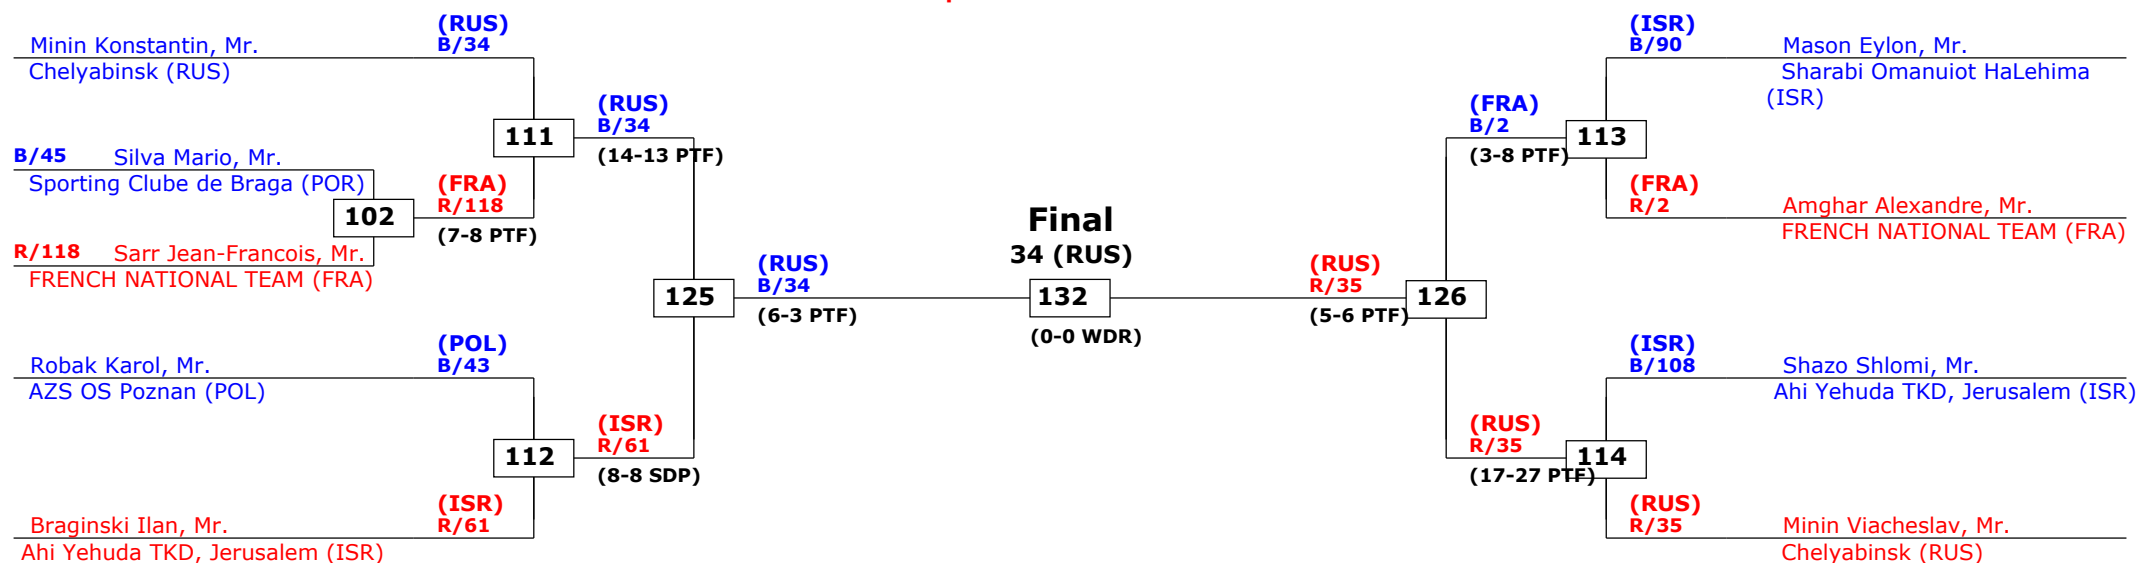 (RUS)
B/34
Minin Konstantin, Mr.
Chelyabinsk (RUS)
111
(RUS)
B/34
(14-13 PTF)
B/45 Silva Mario, Mr.
Sporting Clube de Braga (POR)
102
(FRA)
R/118
(7-8 PTF)
R/118 Sarr Jean-Francois, Mr.
FRENCH NATIONAL TEAM (FRA)
125
(RUS)
B/34
(6-3 PTF)
(POL)
B/43
Robak Karol, Mr.
AZS OS Poznan (POL)
112
(ISR)
R/61
(8-8 SDP)
(ISR)
R/61
Braginski Ilan, Mr.
Ahi Yehuda TKD, Jerusalem (ISR)
Final
34 (RUS)
132
(0-0 WDR)
(ISR)
B/90
Mason Eylon, Mr.
Sharabi Omanuiot HaLehima
(ISR)
(FRA)
B/2
(3-8 PTF)
113
(FRA)
R/2
Amghar Alexandre, Mr.
FRENCH NATIONAL TEAM (FRA)
(RUS)
R/35
(5-6 PTF)
126
(ISR)
B/108
Shazo Shlomi, Mr.
Ahi Yehuda TKD, Jerusalem (ISR)
(RUS)
R/35
(17-27 PTF)
114
(RUS)
R/35
Minin Viacheslav, Mr.
Chelyabinsk (RUS)